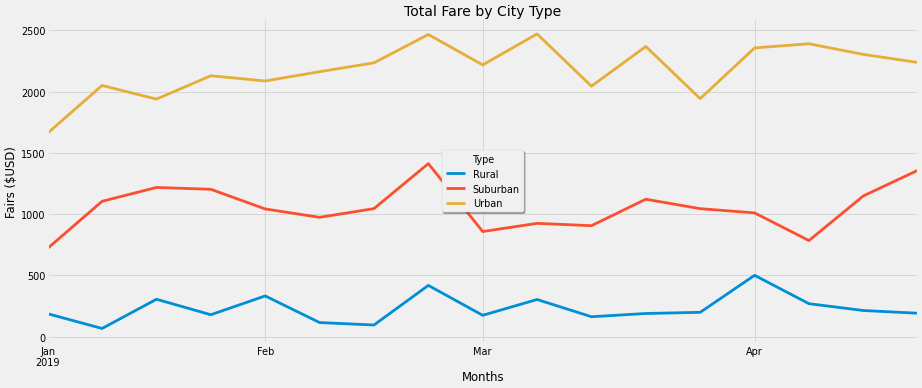 Total Fare by City Type
Fairs ($USD)
2500
2000
1500
1000
500
0
Type
Rural
Suburban
Urban
Jan
2019
Feb
Mar
Apr
Months